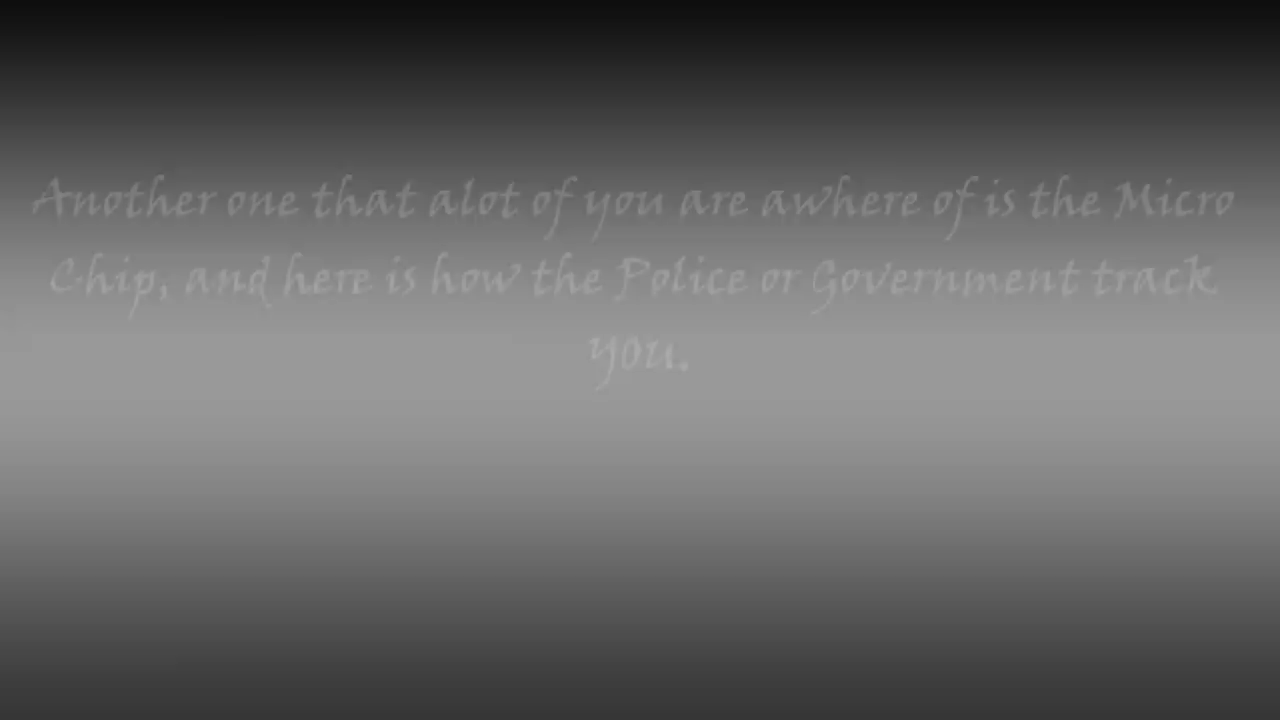 Another one that alot of you are awhere of is the Micro
Chip, and here is how the Police or Government track
you.